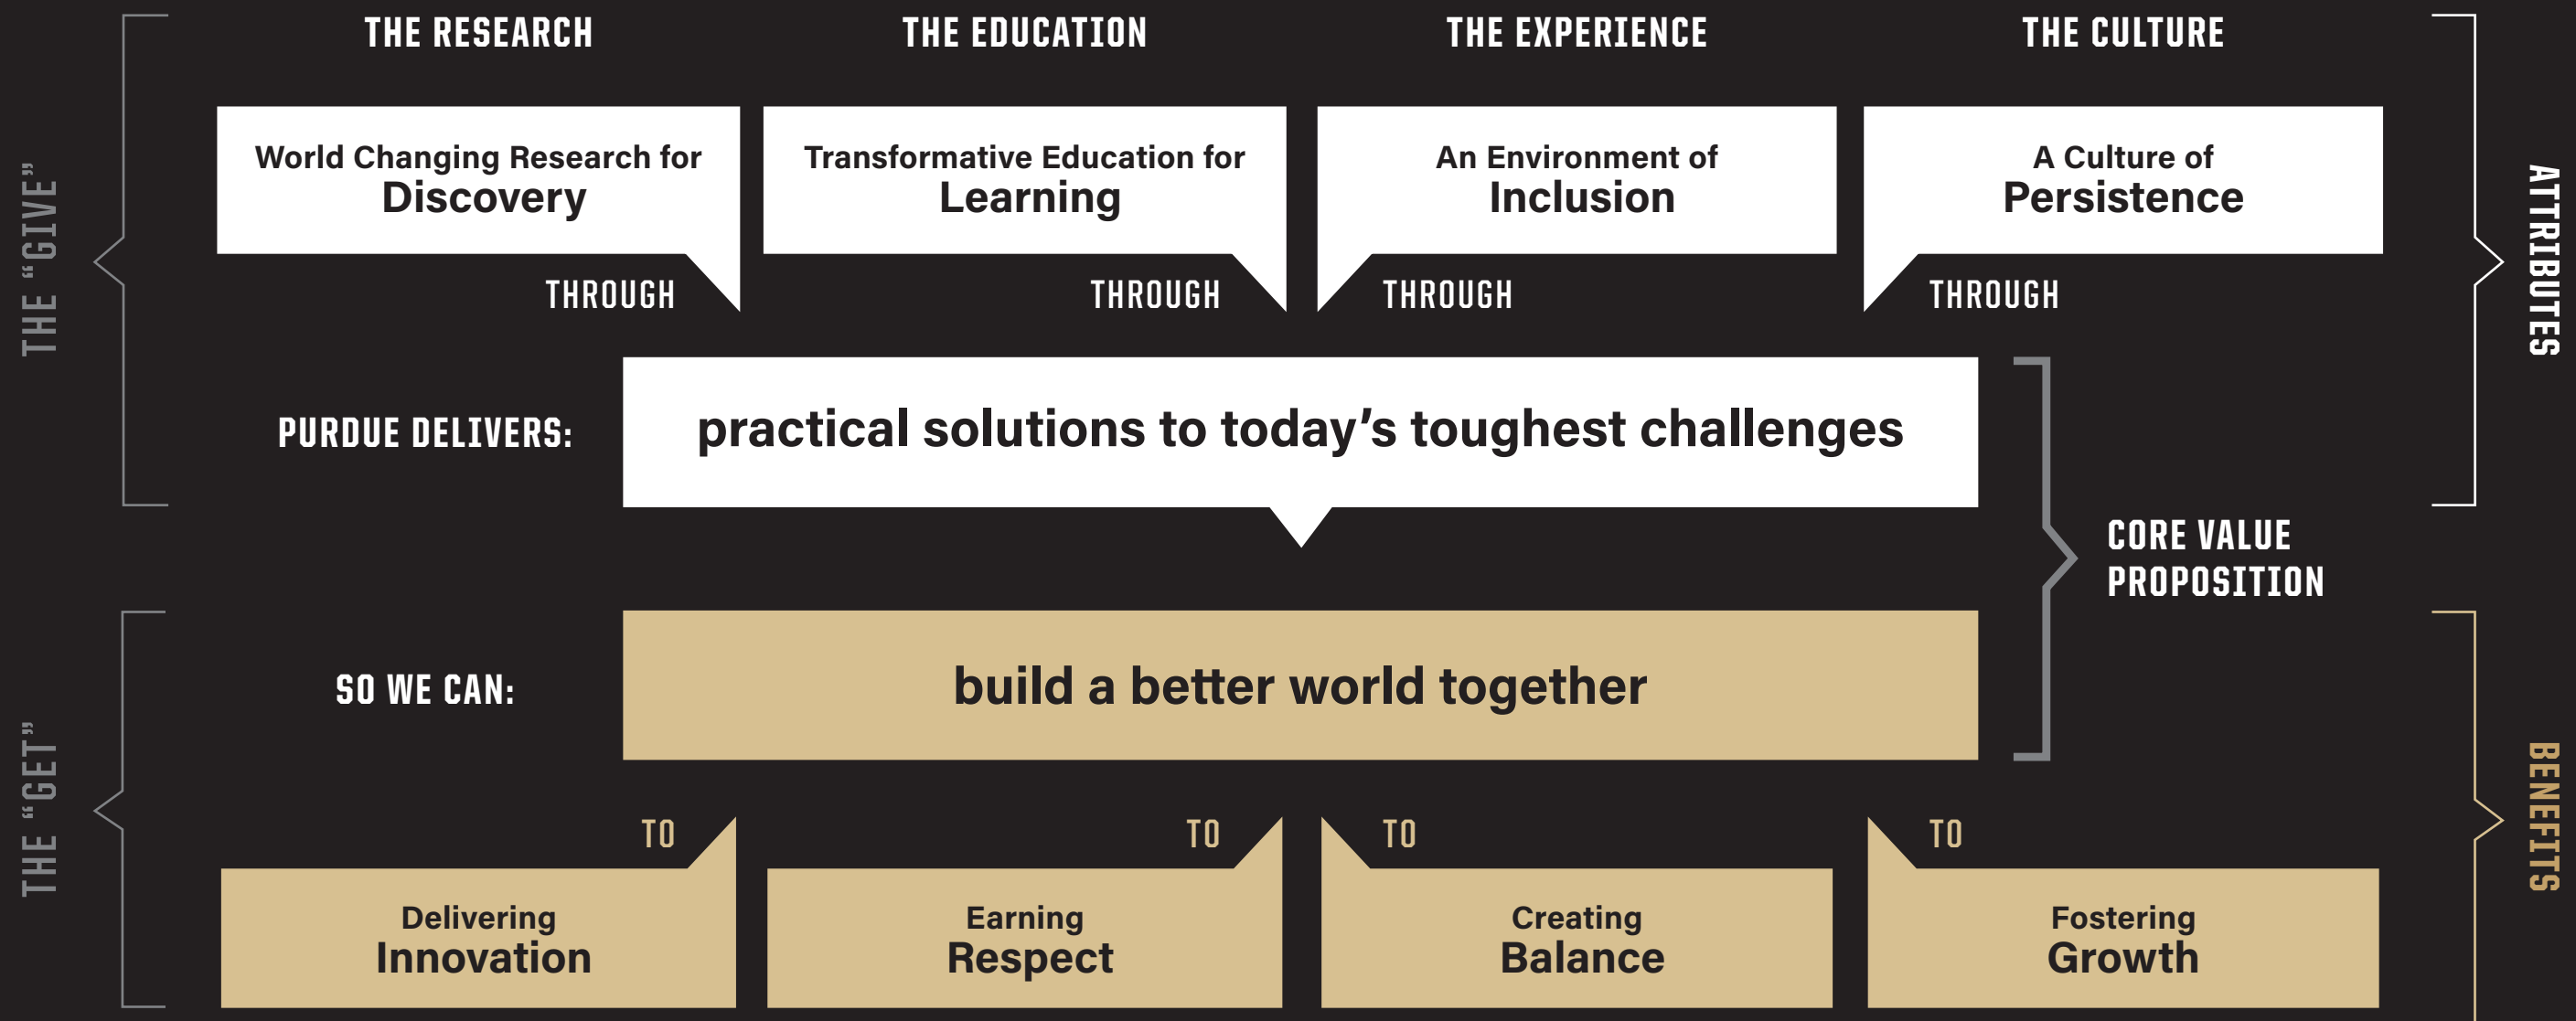 THE RESEARCH
THE EDUCATION
THE EXPERIENCE
THE CULTURE
World Changing Research for
Discovery
Transformative Education for
Learning
An Environment of
Inclusion
A Culture of
Persistence
THE “GIVE”
ATTRIBUTES
THROUGH
THROUGH
THROUGH
THROUGH
PURDUE DELIVERS:
practical solutions to today’s toughest challenges
CORE VALUE
PROPOSITION
SO WE CAN:
build a better world together
THE “GET”
BENEFITS
TO
TO
TO
TO
Delivering
Innovation
Earning
Respect
Creating
Balance
Fostering
Growth